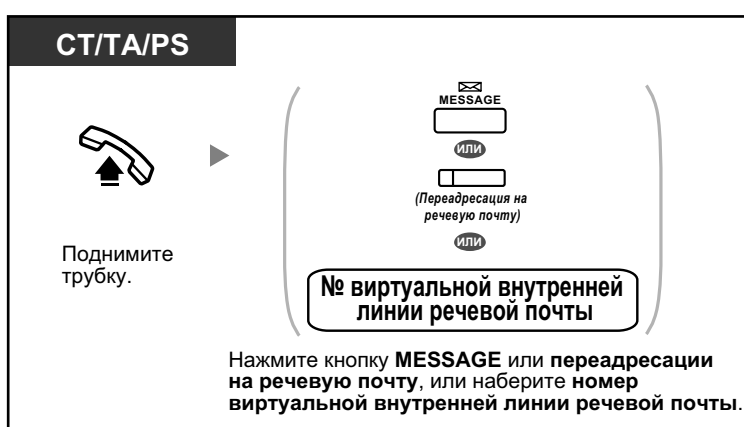 CT/TA/PS
MESSAGE
или
(Переадресация на
речевую почту)
или
№ виртуальной внутренней
линии речевой почты
Поднимите
трубку.
Нажмите кнопку MESSAGE или переадресации
на речевую почту, или наберите номер
виртуальной внутренней линии речевой почты.